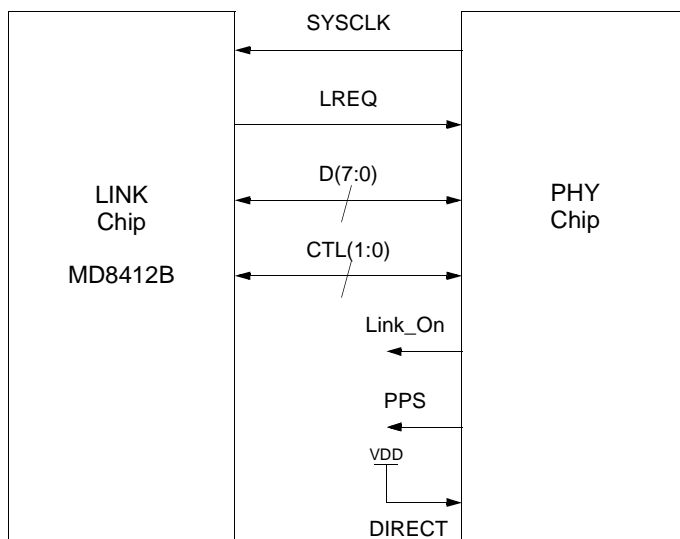 SYSCLK
LREQ
D(7:0)
LINK
Chip
PHY
Chip
CTL(1:0)
MD8412B
Link_On
PPS
VDD
DIRECT